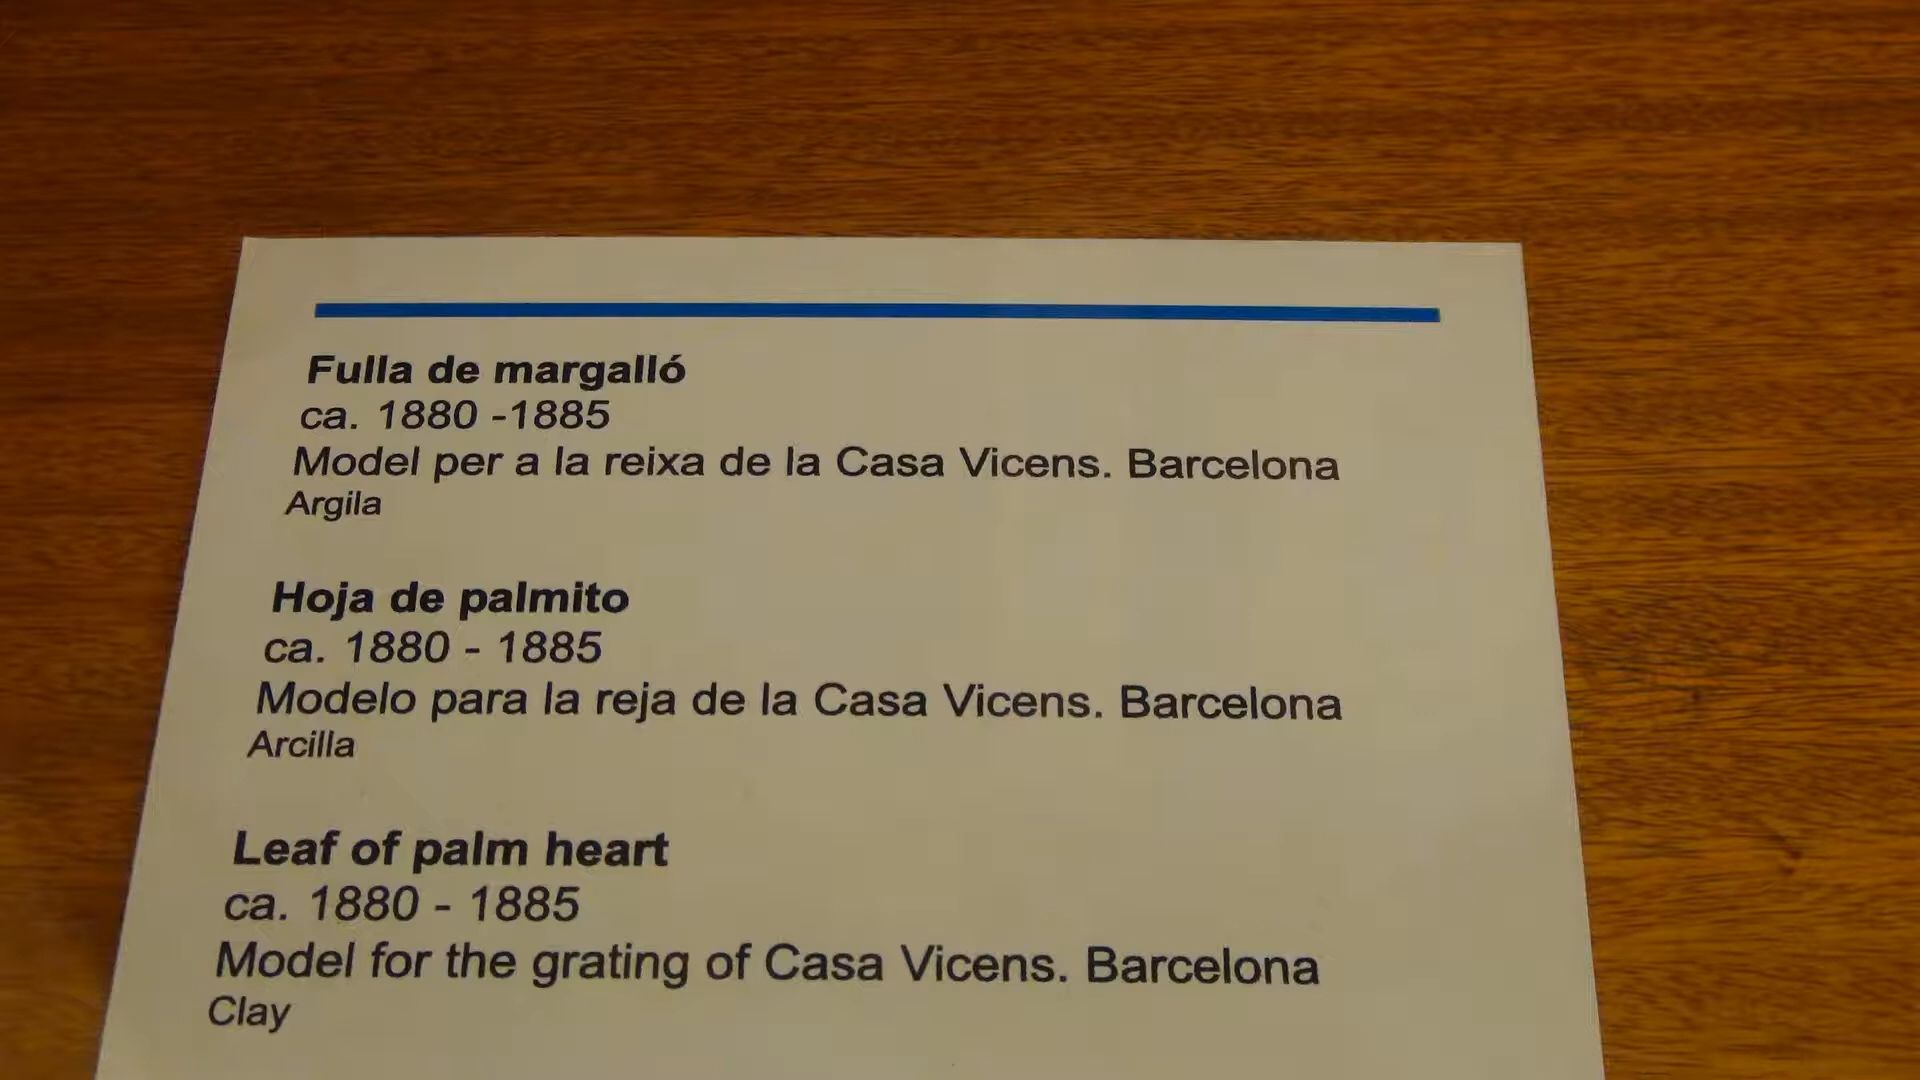 Fulla de margalló
ca. 1880 -1885
Model per a la reixa de la Casa Vicens. Barcelona
Argila
Hoja de palmito
ca. 1880 - 1885
Modelo para la reja de la Casa Vicens. Barcelona
Arcilla
Leaf of palm heart
ca. 1880 - 1885
Model for the grating of Casa Vicens. Barcelona
Clay